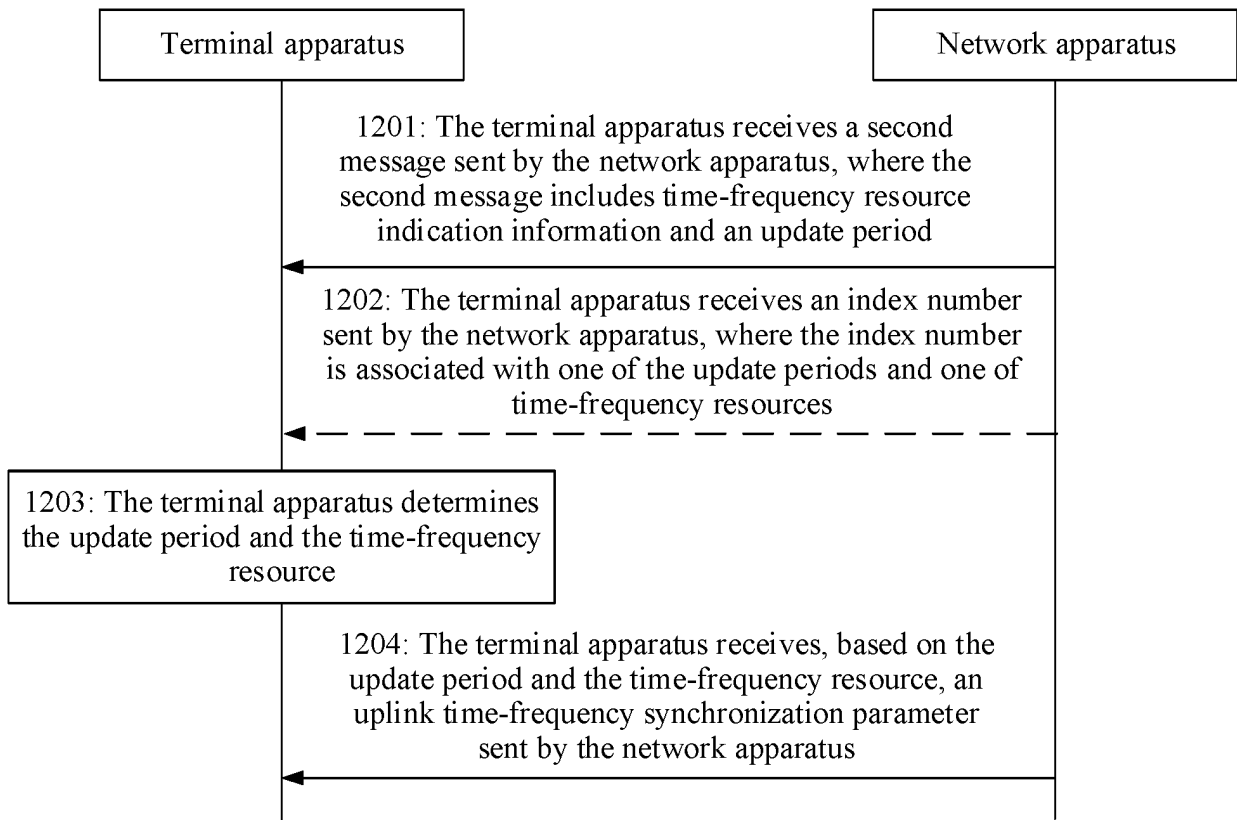 Terminal apparatus
Network apparatus
1201: The terminal apparatus receives a second
message sent by the network apparatus, where the
second message includes time-frequency resource
indication information and an update period
1202: The terminal apparatus receives an index number
sent by the network apparatus, where the index number
is associated with one of the update periods and one of
time-frequency resources
1203: The terminal apparatus determines
the update period and the time-frequency
resource
1204: The terminal apparatus receives, based on the
update period and the time-frequency resource, an
uplink time-frequency synchronization parameter
sent by the network apparatus